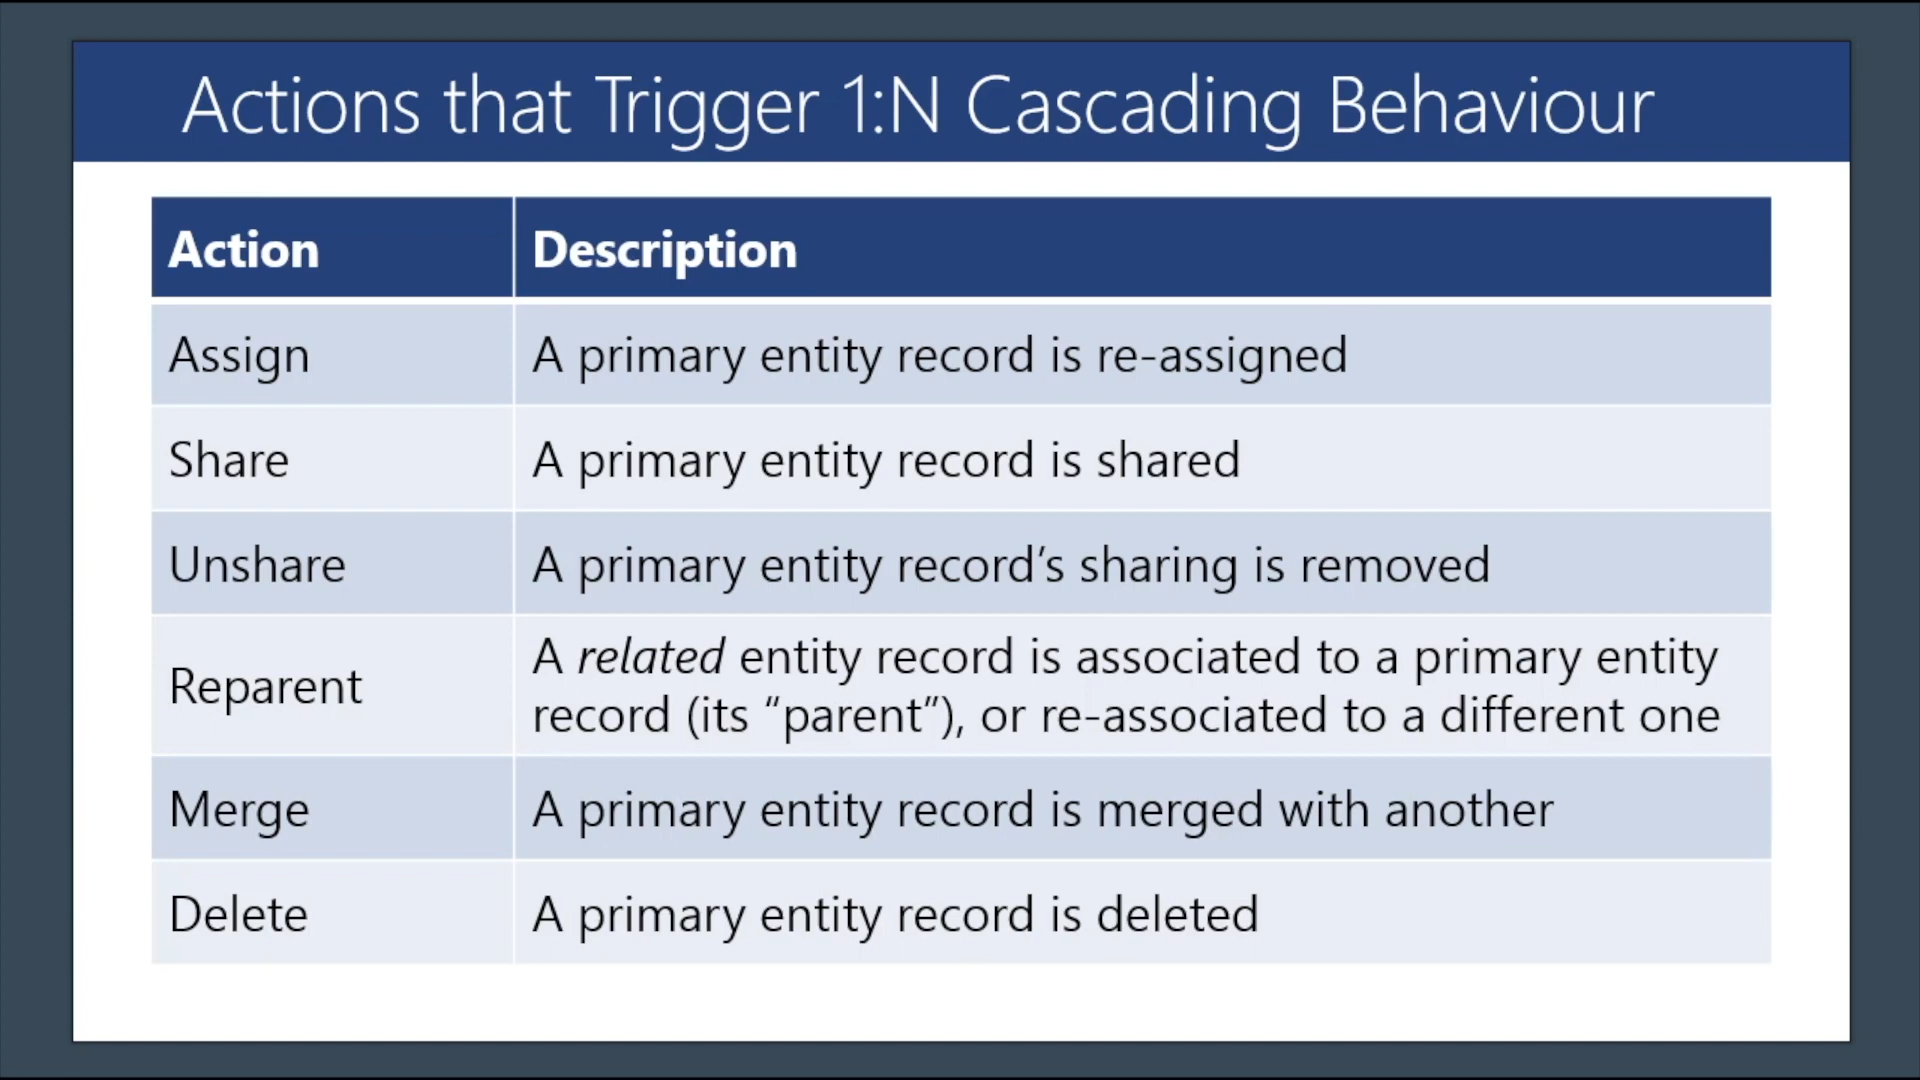 Actions that Trigger 1:N Cascading Behaviour
Action
Description
Assign
A primary entity record is re-assigned
Share
A primary entity record is shared
Unshare
A primary entity record’s sharing is removed
Reparent
A related entity record is associated to a primary entity
record (its “parent”), or re-associated to a different one
Merge
A primary entity record is merged with another
Delete
A primary entity record is deleted